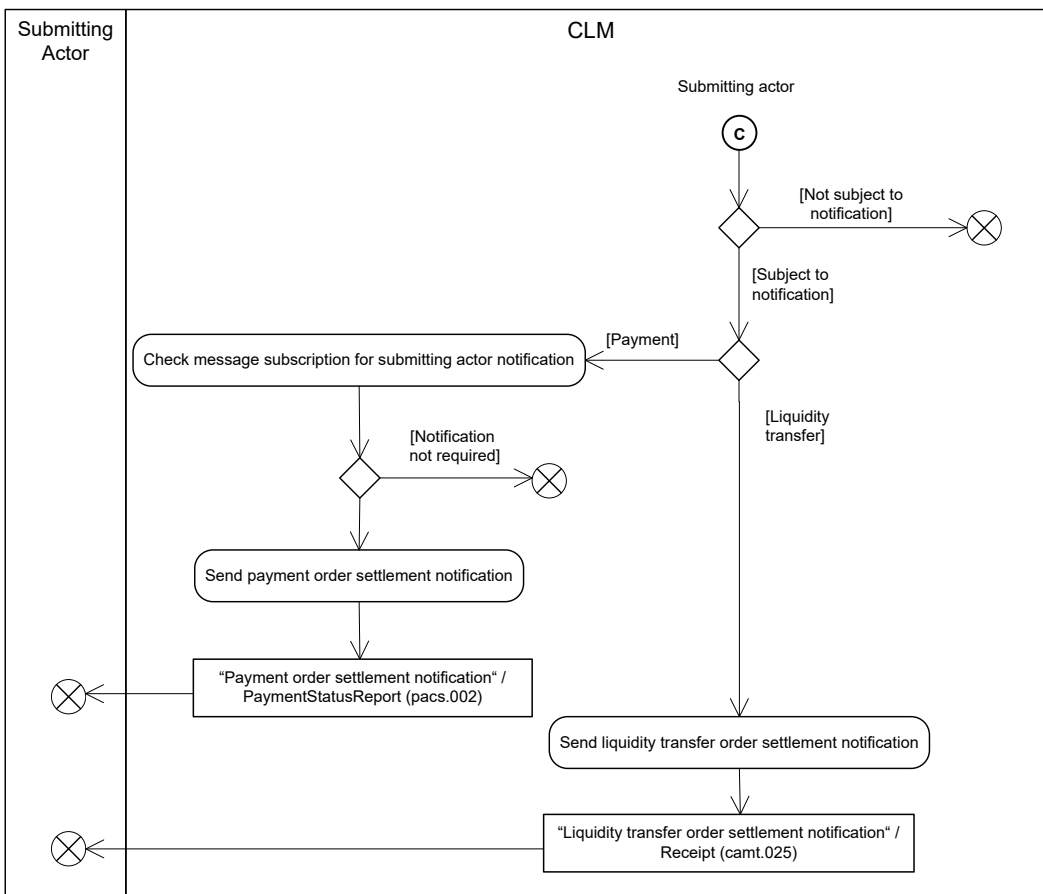 Submitting
Actor
CLM
Submitting actor
C
[Not subject to
notification]
[Subject to
notification]
[Payment]
Check message subscription for submitting actor notification
[Liquidity
transfer]
[Notification
not required]
Send payment order settlement notification
“Payment order settlement notification“ /
PaymentStatusReport (pacs.002)
Send liquidity transfer order settlement notification
“Liquidity transfer order settlement notification“ /
Receipt (camt.025)